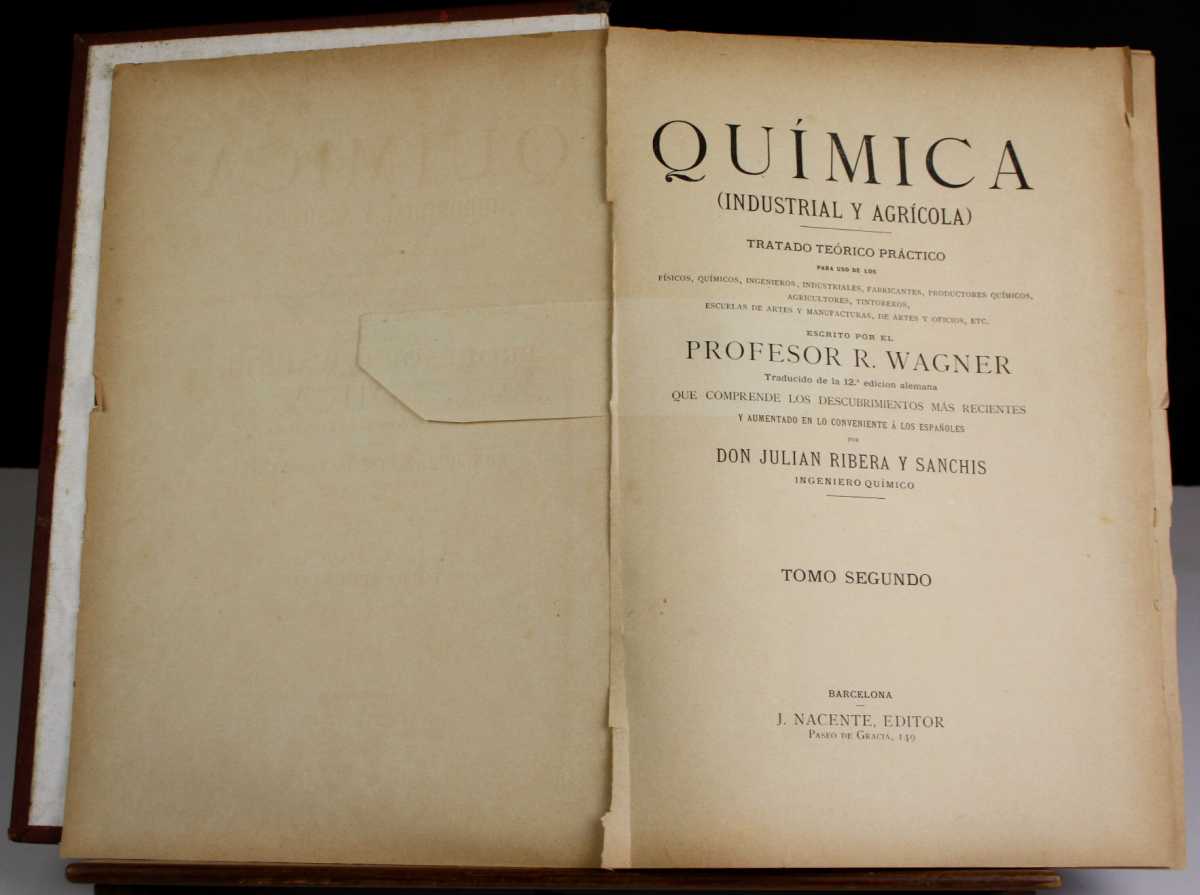 QUÍMICA
(INDUSTRIAL Y AGRÍCOLA)
TRATADO TEÓRICO PRÁCTICO
PARA USO DE LOS
FÍSICOS, QUÍMICOS, INGENIEROS, INDUSTRIALES, FABRICANTES, PRODUCTORES QUÍMICOS,
AGRICULTORES, TINTOREROS,
ESCUELAS DE ARTES Y MANUFACTURAS, DE ARTES Y OFICIOS, ETC.
ESCRITO POR EL
PROFESOR R. WAGNER
Traducido de la 12.ª edicion alemana
QUE COMPRENDE LOS DESCUBRIMIENTOS MÁS RECIENTES
Y AUMENTADO EN LO CONVENIENTE Á LOS ESPAÑOLES
POR
DON JULIAN RIBERA Y SANCHIS
INGENIERO QUÍMICO
TOMO SEGUNDO
BARCELONA
J. NACENTE, EDITOR
PASEO DE GRACIA, 149